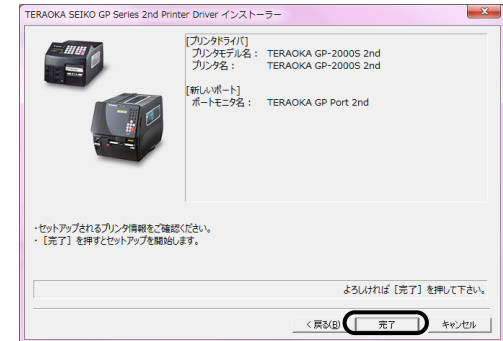 TERAOKA SEIKO GP Series 2nd Printer Driver インストーラー
[プリンタドライバ]
プリンタモデル名： TERAOKA GP-2000S 2nd
プリンタ名： TERAOKA GP-2000S 2nd
[新しいポート]
ポートモニタ名： TERAOKA GP Port 2nd
・セットアップされるプリンタ情報をご確認ください。
・［完了］を押すとセットアップを開始します。
よろしければ［完了］を押して下さい。
< 戻る(B)
完了
キャンセル